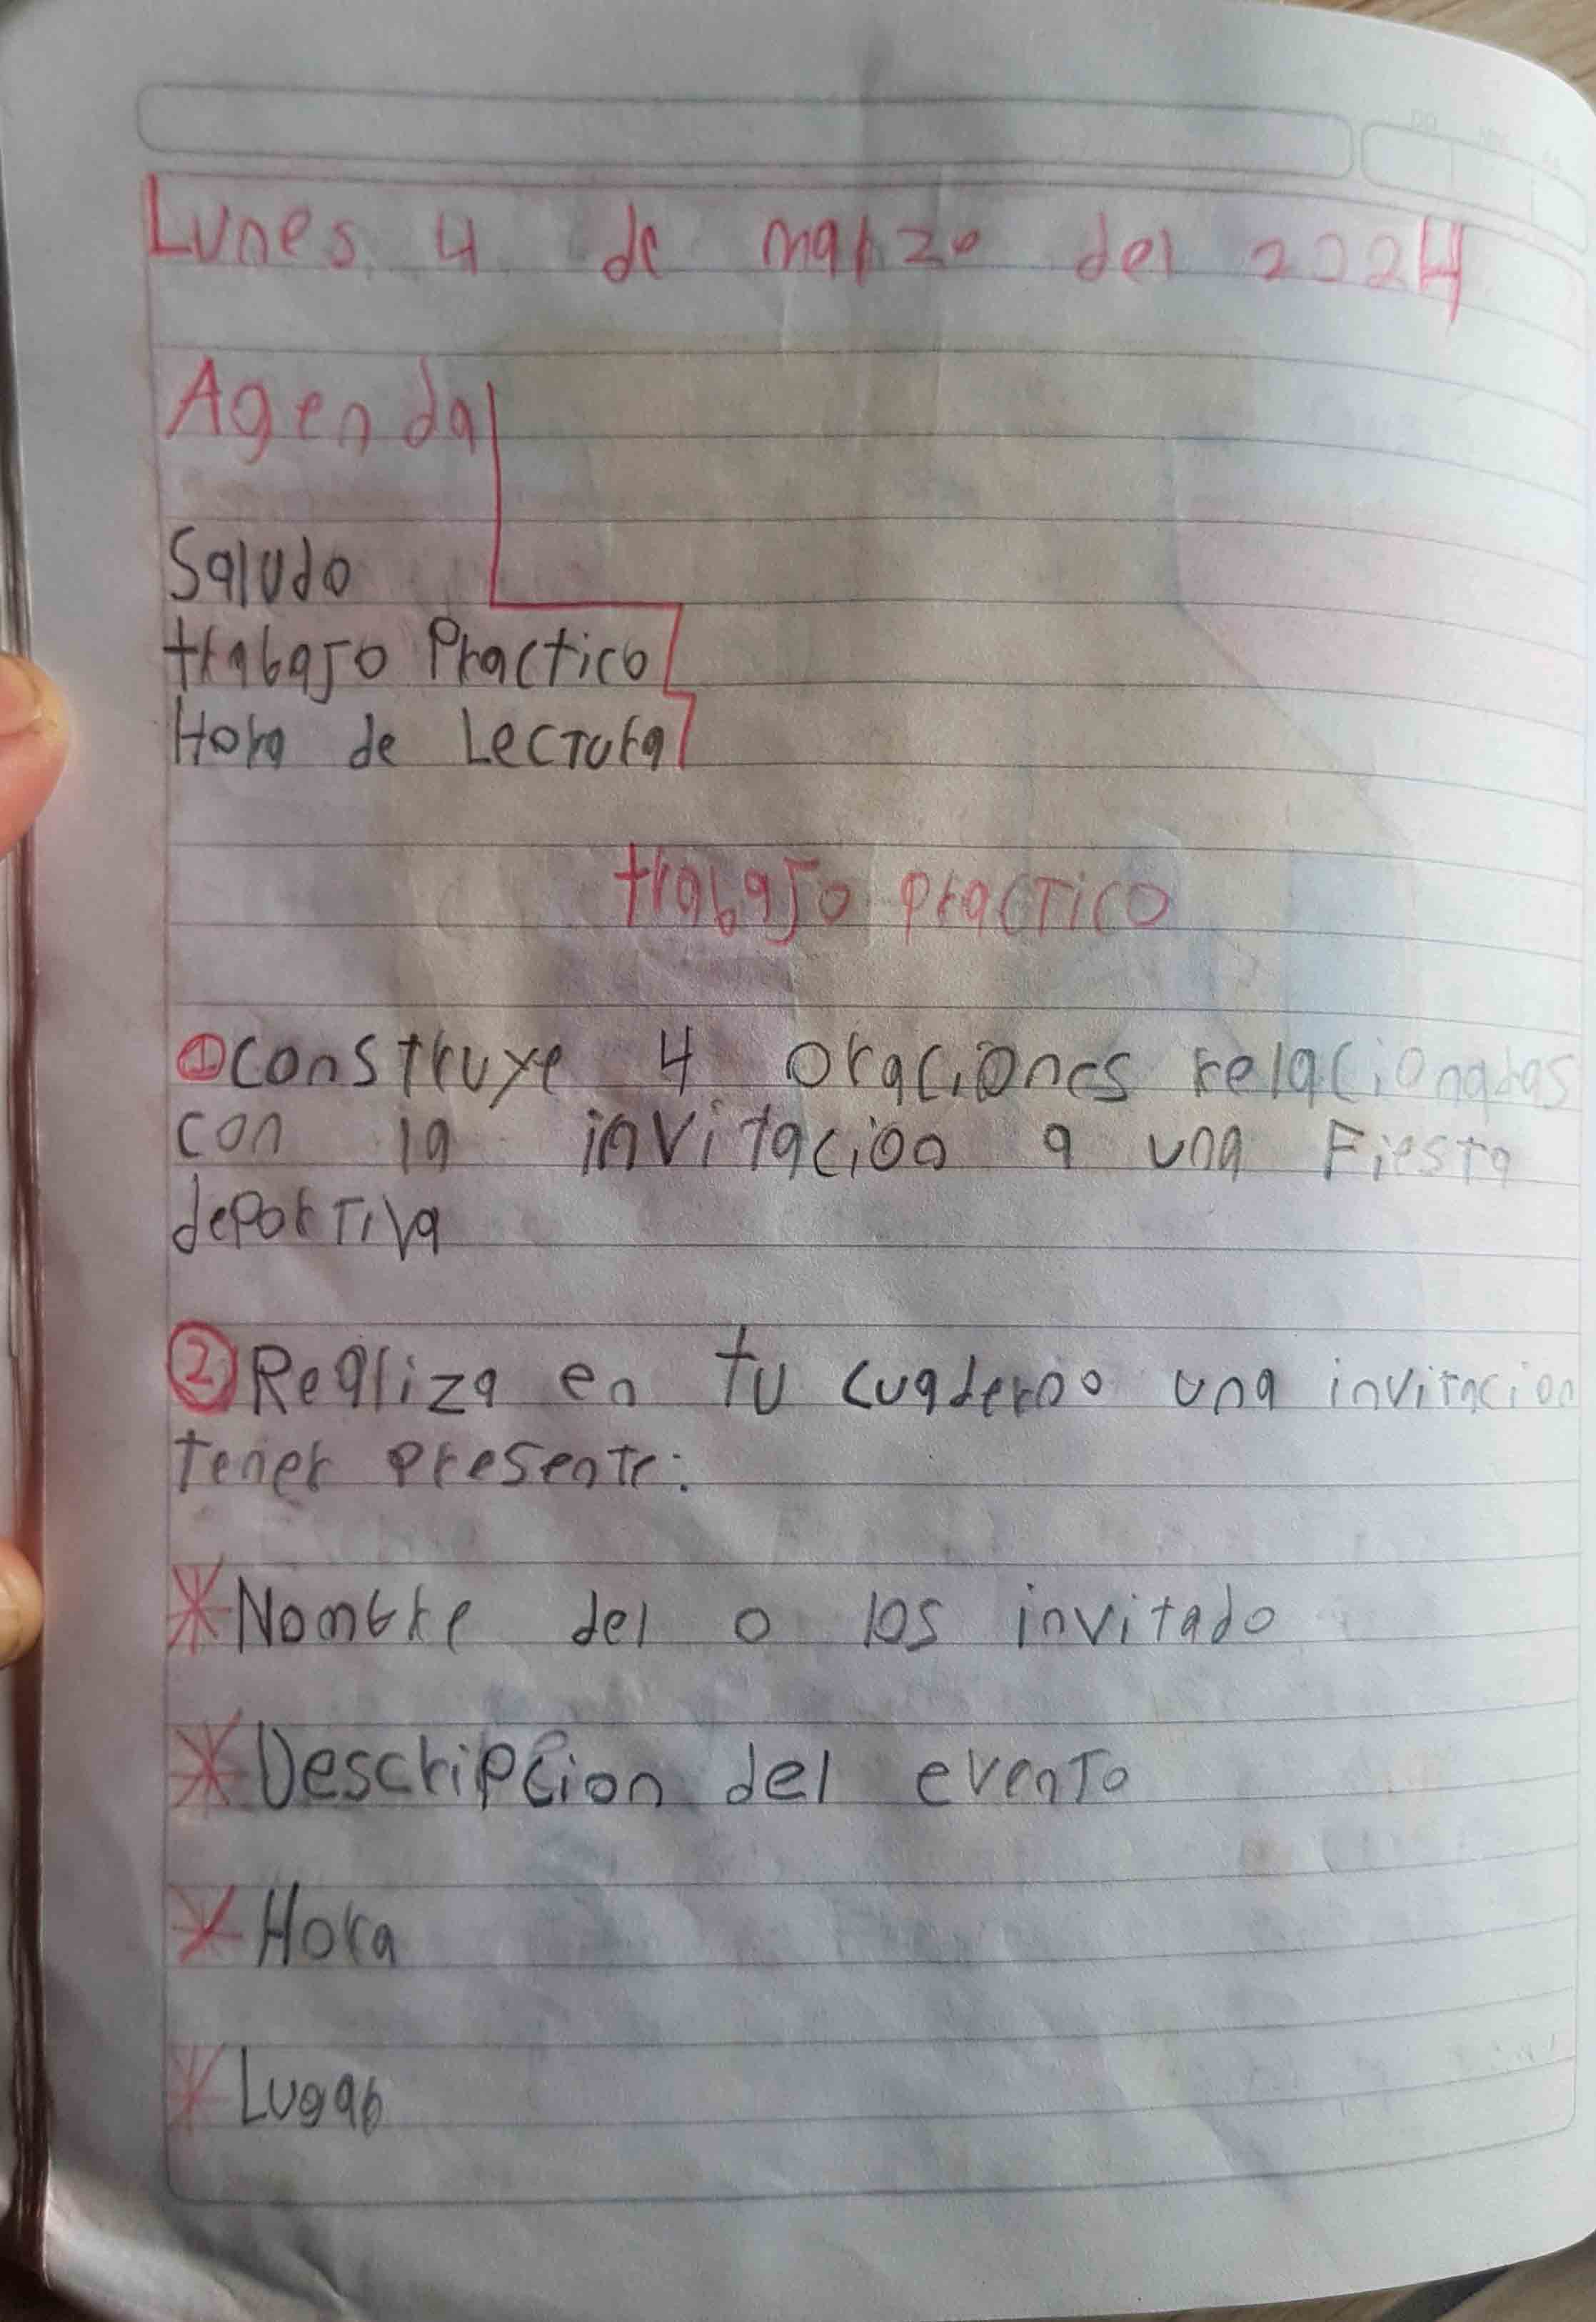 Lunes 4 de marzo del 2024
Agenda
Saludo
trabajo Practico
Hora de Lectura
trabajo practico
① Construye 4 oraciones relacionadas
con la invitacion a una Fiesta
deportiva
② Realiza en tu cuaderno una invitacion
tener presente:
* Nombre del o los invitado
* Descripcion del evento
* Hora
* Lugar